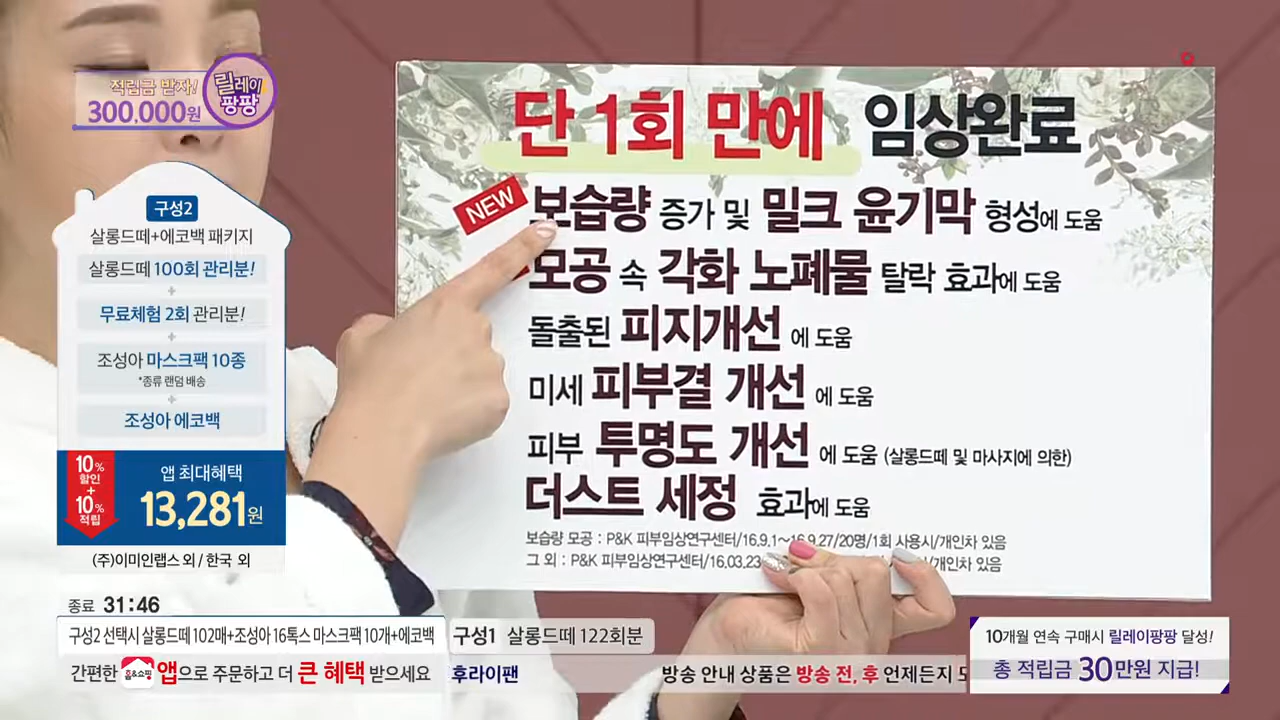 적립금 받자!
300,000원
릴레이
팡팡
구성2
살롱드떼+에코백 패키지
살롱드떼 100회 관리분!
+
무료체험 2회 관리분!
+
조성아 마스크팩 10종
*종류 랜덤 배송
+
조성아 에코백
10%
할인
+
10%
적립
앱 최대혜택
13,281원
(주)이미인랩스 외 / 한국 외
단 1회 만에 임상완료
NEW
보습량 증가 및 밀크 윤기막 형성에 도움
모공 속 각화 노폐물 탈락 효과에 도움
돌출된 피지개선 에 도움
미세 피부결 개선 에 도움
피부 투명도 개선 에 도움 (살롱드떼 및 마사지에 의한)
더스트 세정 효과에 도움
보습량 모공 : P&K 피부임상연구센터/16.9.1~16.9.27/20명/1회 사용시/개인차 있음
그 외 : P&K 피부임상연구센터/16.03.23 /개인차 있음
종료 31:46
구성2 선택시 살롱드떼 102매+조성아 16톡스 마스크팩 10개+에코백
구성1 살롱드떼 122회분
간편한 홈&쇼핑 앱으로 주문하고 더 큰 혜택 받으세요
후라이팬
방송 안내 상품은 방송 전, 후 언제든지
10개월 연속 구매시 릴레이팡팡 달성!
총 적립금 30만원 지급!